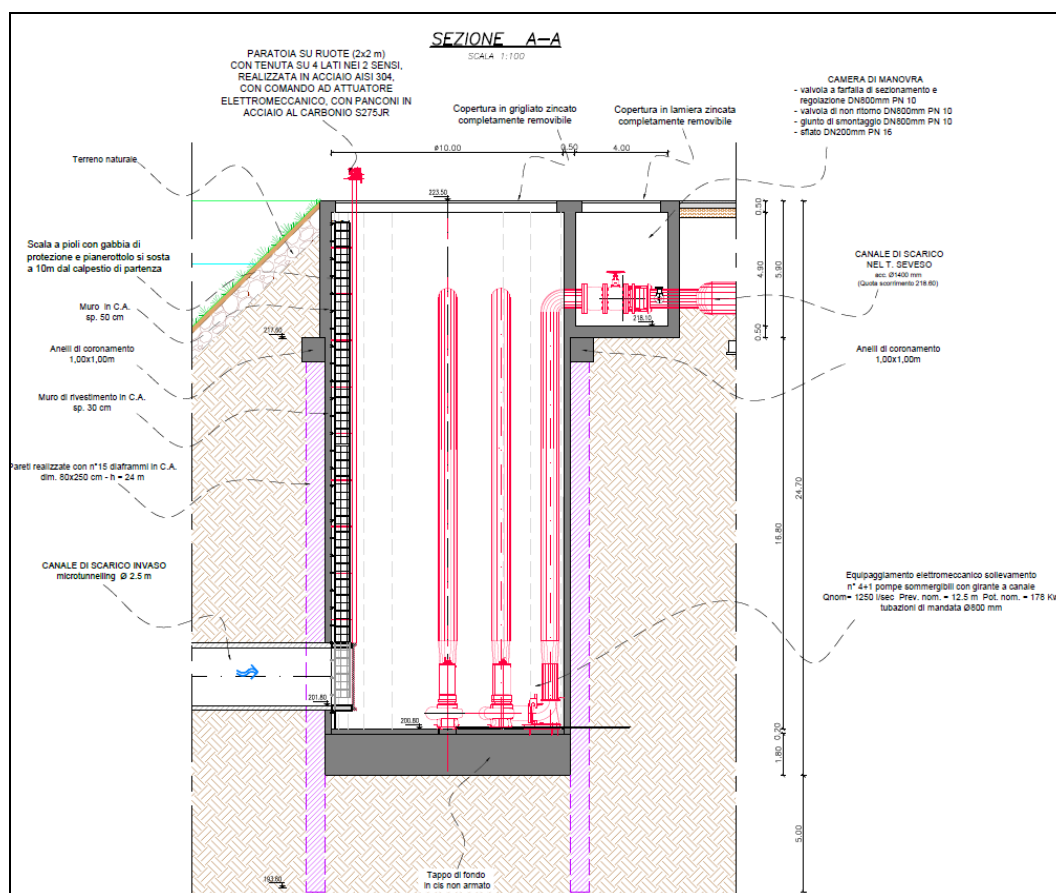 SEZIONE A-A
SCALA 1:100
PARATOIA SU RUOTE (2x2 m)
CON TENUTA SU 4 LATI NEI 2 SENSI,
REALIZZATA IN ACCIAIO AISI 304,
CON COMANDO AD ATTUATORE
ELETTROMECCANICO, CON PANCONI IN
ACCIAIO AL CARBONIO S275JR
Copertura in grigliato zincato
completamente removibile
Copertura in lamiera zincata
completamente removibile
CAMERA DI MANOVRA
- valvola a farfalla di sezionamento e
regolazione DN800mm PN 10
- valvola di non ritorno DN800mm PN 10
- giunto di smontaggio DN800mm PN 10
- sfiato DN200mm PN 16
Terreno naturale
ø10.00
0.50
4.00
223.50
0.50
Scala a pioli con gabbia di
protezione e pianerottolo si sosta
a 10m dal calpestio di partenza
4.90
5.90
CANALE DI SCARICO
NEL T. SEVESO
acc. Ø1400 mm
(Quota scorrimento 218.60)
Muro in C.A.
sp. 50 cm
217.60
218.10
0.50
Anelli di coronamento
1,00x1,00m
Anelli di coronamento
1,00x1,00m
Muro di rivestimento in C.A.
sp. 30 cm
Pareti realizzate con n°15 diaframmi in C.A.
dim. 80x250 cm - h = 24 m
24.70
16.80
CANALE DI SCARICO INVASO
microtunnelling Ø 2.5 m
Equipaggiamento elettromeccanico sollevamento
n° 4+1 pompe sommergibili con girante a canale
Qnom= 1250 l/sec Prev. nom. = 12.5 m Pot. nom. = 178 Kw
tubazioni di mandata Ø800 mm
201.80
200.80
0.20
1.80
5.00
Tappo di fondo
in cls non armato
193.80